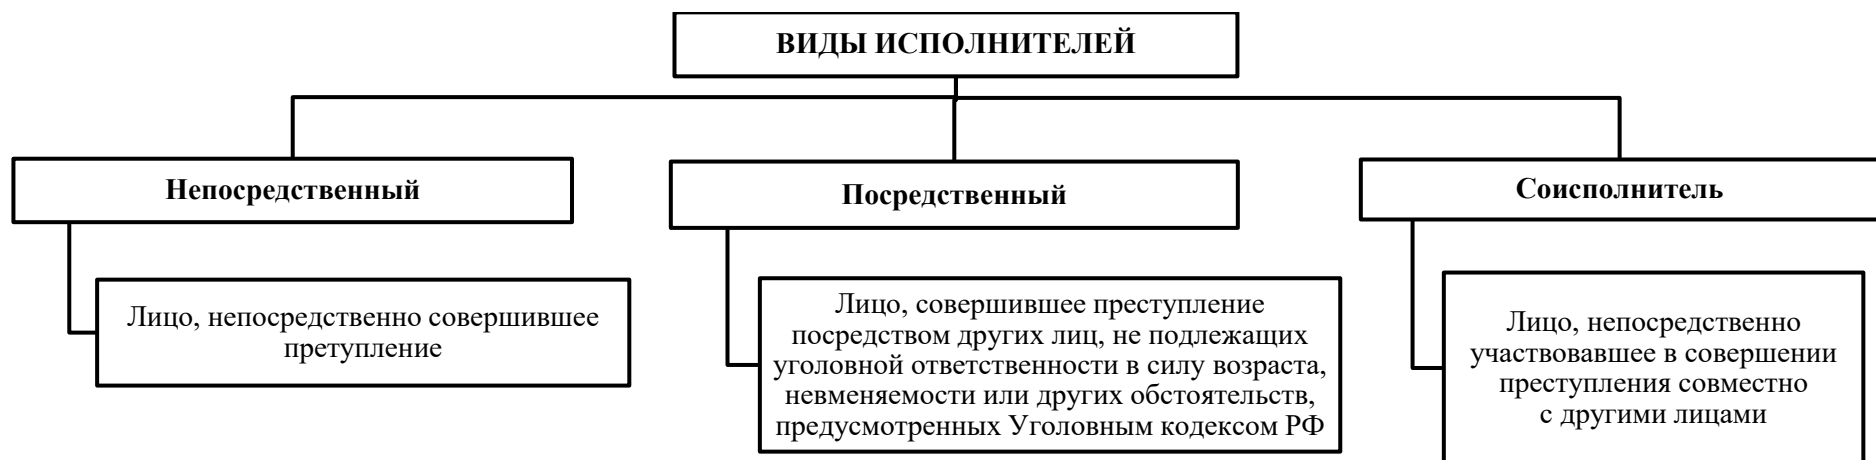 ВИДЫ ИСПОЛНИТЕЛЕЙ
Непосредственный
Лицо, непосредственно совершившее
претупление
Посредственный
Лицо, совершившее преступление
посредством других лиц, не подлежащих
уголовной ответственности в силу возраста,
невменяемости или других обстоятельств,
предусмотренных Уголовным кодексом РФ
Соисполнитель
Лицо, непосредственно
участвовавшее в совершении
преступления совместно
с другими лицами